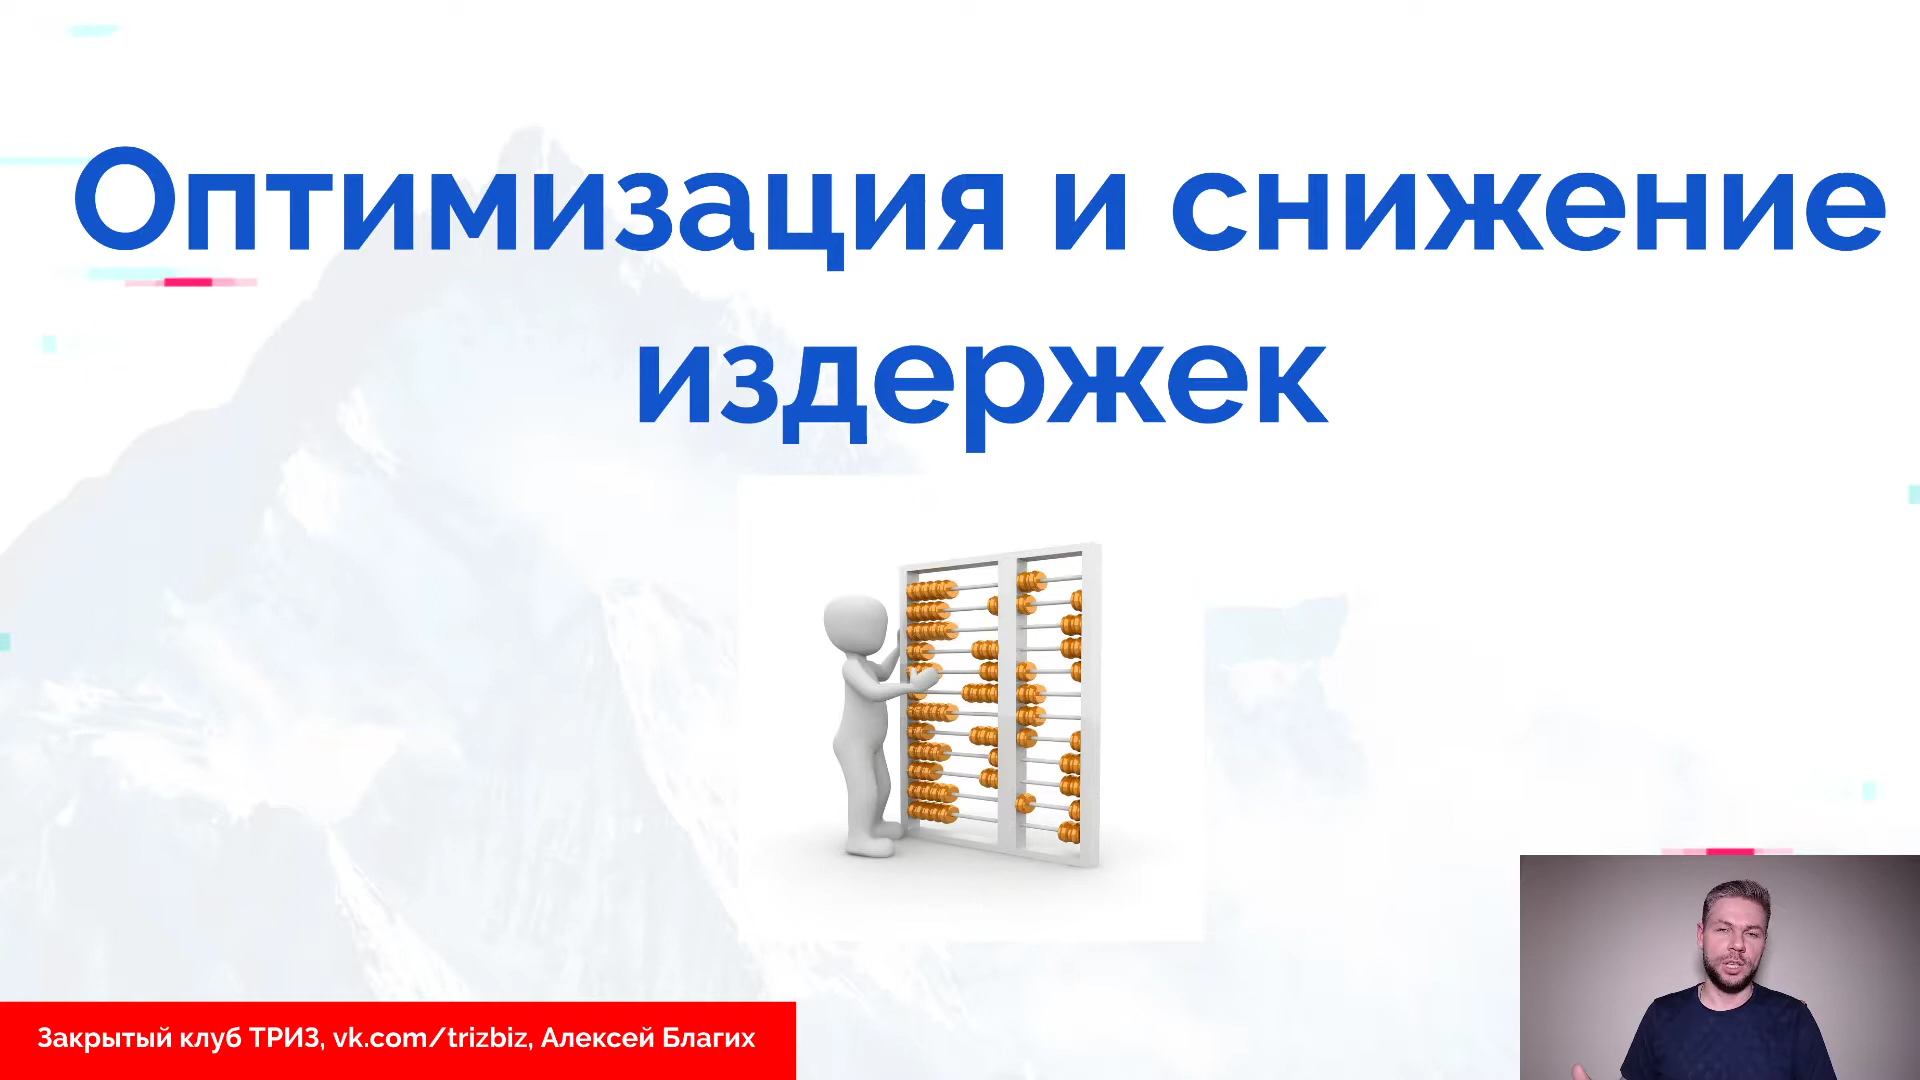 Оптимизация и снижение
издержек
Закрытый клуб ТРИЗ, vk.com/trizbiz, Алексей Благих